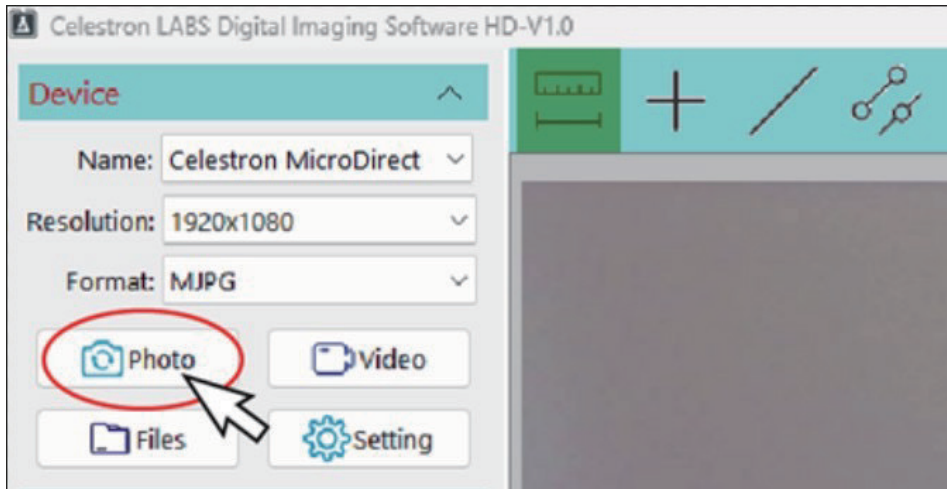 Celestron LABS Digital Imaging Software HD-V1.0
Device
Name: Celestron MicroDirect
Resolution: 1920x1080
Format: MJPG
Photo Video
Files Setting